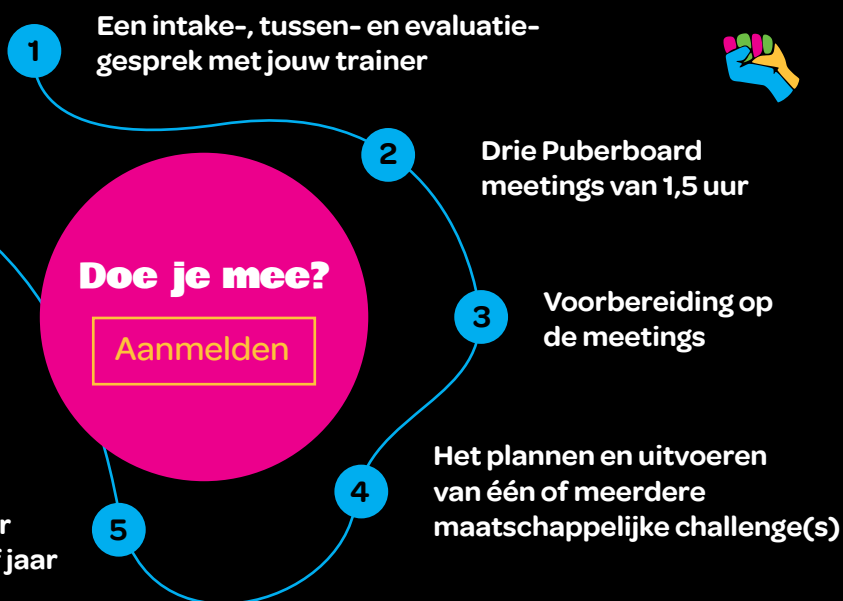 1
Een intake-, tussen- en evaluatie-
gesprek met jouw trainer
2
Drie Puberboard
meetings van 1,5 uur
Doe je mee?
Aanmelden
3
Voorbereiding op
de meetings
4
Het plannen en uitvoeren
van één of meerdere
maatschappelijke challenge(s)
5
jaar